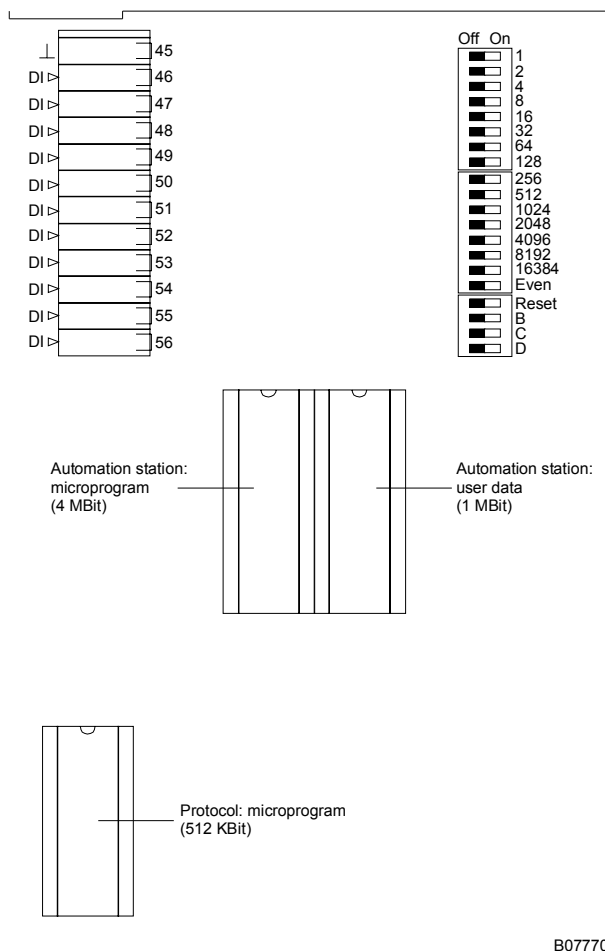 45
DI 46
DI 47
DI 48
DI 49
DI 50
DI 51
DI 52
DI 53
DI 54
DI 55
DI 56
Off On
1
2
4
8
16
32
64
128
256
512
1024
2048
4096
8192
16384
Even
Reset
B
C
D
Automation station:
microprogram
(4 MBit)
Automation station:
user data
(1 MBit)
Protocol: microprogram
(512 KBit)
B07770